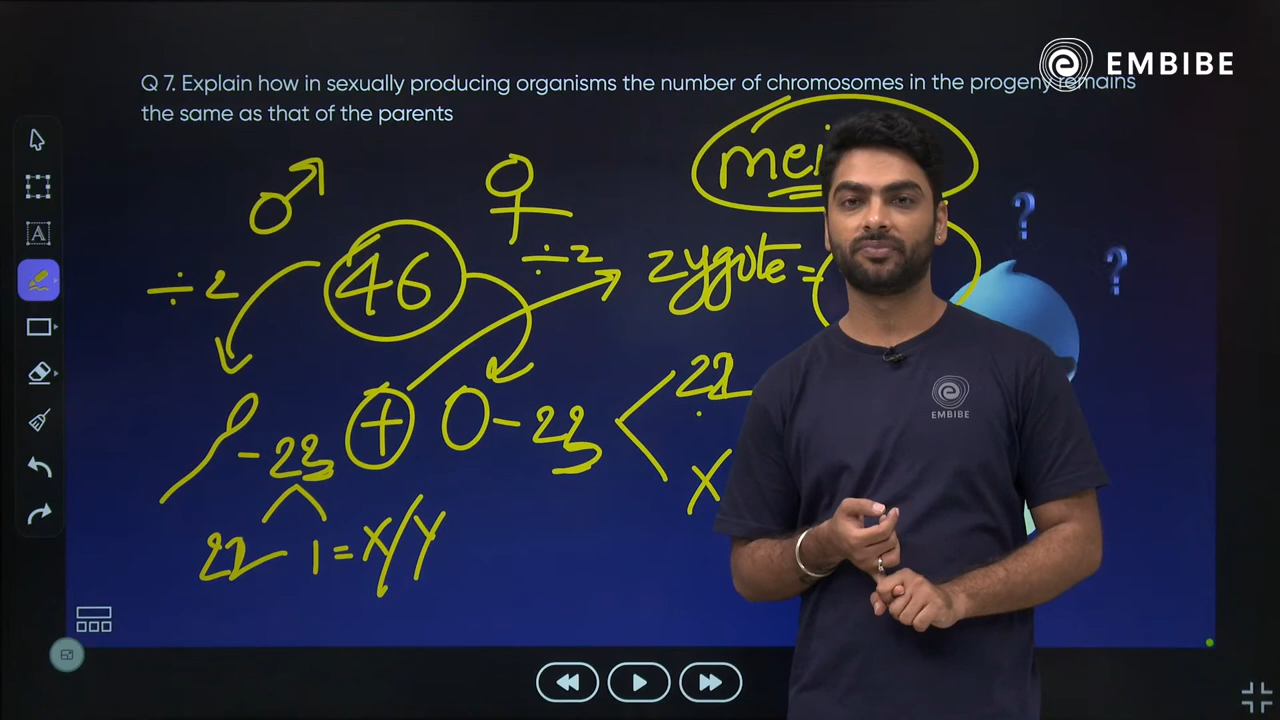 EMBIBE
Q 7. Explain how in sexually producing organisms the number of chromosomes in the progeny remains
the same as that of the parents
mei
÷2
46
÷2
zygote =
- 23
+
- 23
22
X
22 1 = X/Y
A
? ?
EMBIBE